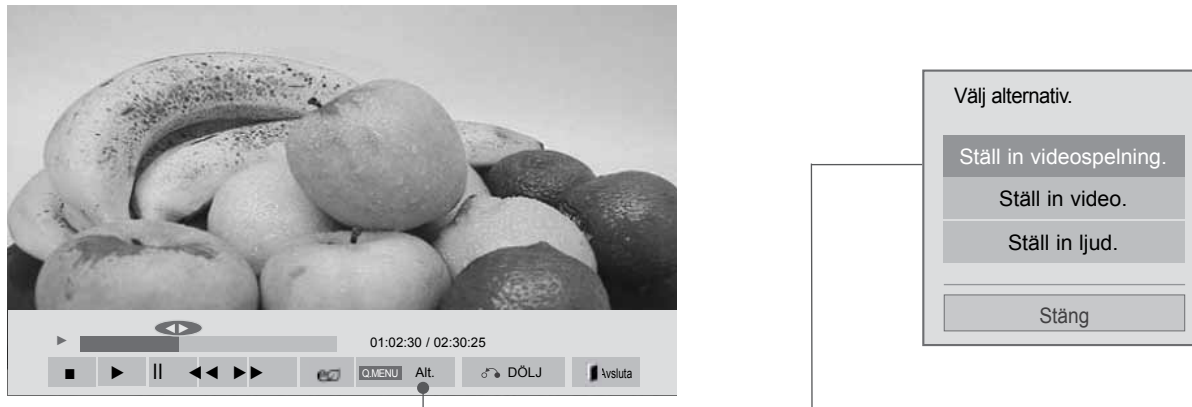 01:02:30 / 02:30:25
Q.MENU Alt. DÖLJ Avsluta
Välj alternativ.
Ställ in videospelning.
Ställ in video.
Ställ in ljud.
Stäng